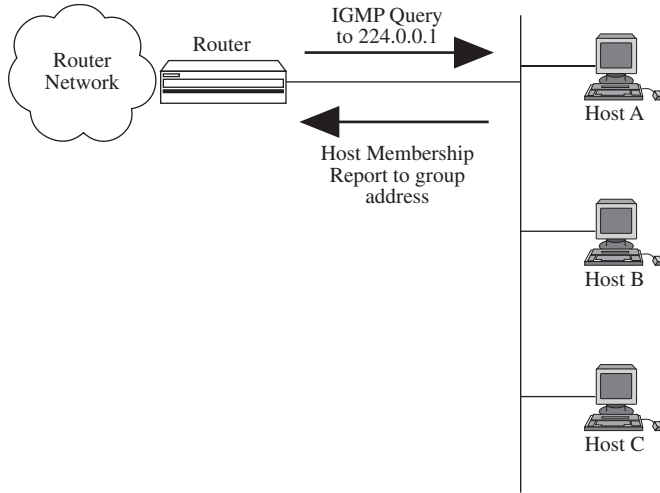 IGMP Query
to 224.0.0.1
Router
Router
Network
Host A
Host Membership
Report to group
address
Host B
Host C